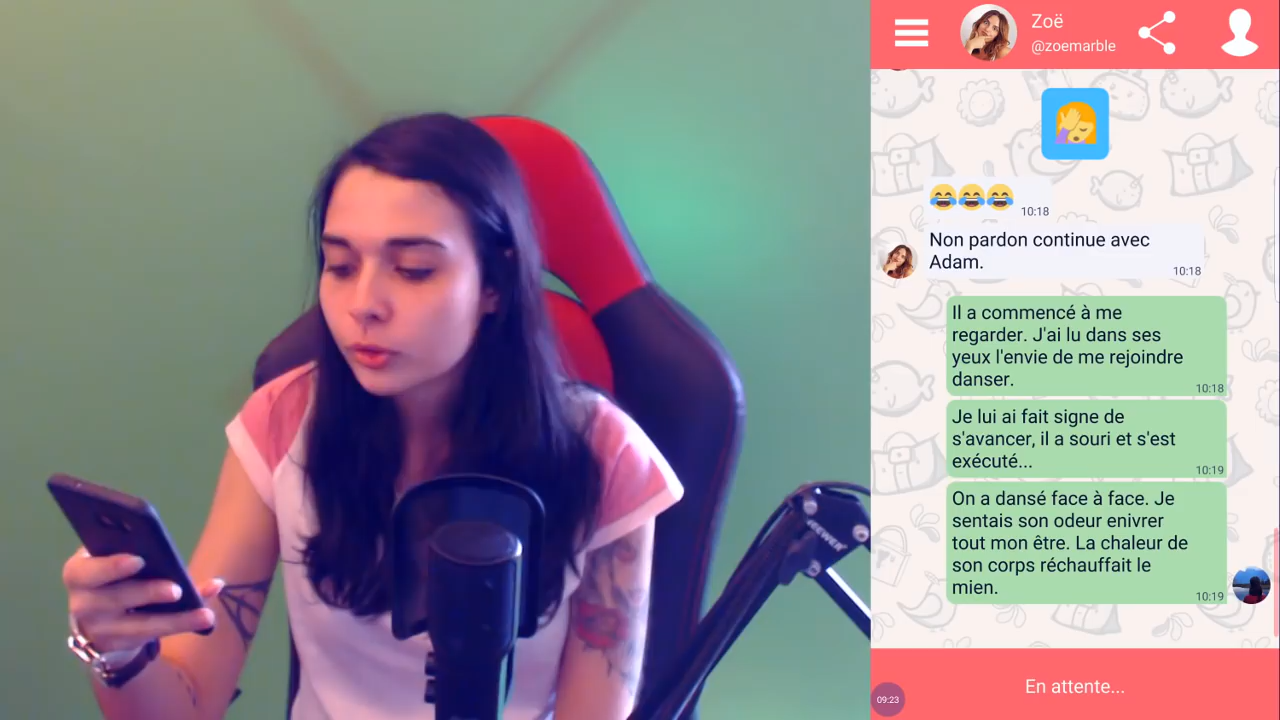 Zoë
@zoemarble
10:18
Non pardon continue avec
Adam.
10:18
Il a commencé à me
regarder. J'ai lu dans ses
yeux l'envie de me rejoindre
danser.
10:18
Je lui ai fait signe de
s'avancer, il a souri et s'est
exécuté...
10:19
On a dansé face à face. Je
sentais son odeur enivrer
tout mon être. La chaleur de
son corps réchauffait le
mien.
10:19
NEEWER
En attente...
09:23